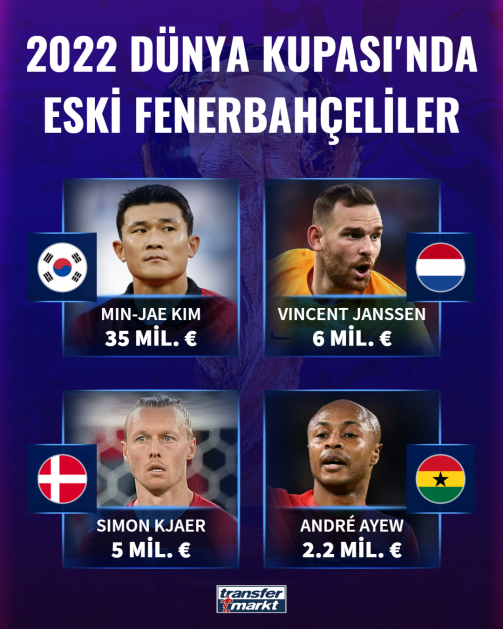 2022 DÜNYA KUPASI'NDA
ESKİ FENERBAHÇELİLER
MIN-JAE KIM
35 MİL. €
VINCENT JANSSEN
6 MİL. €
SIMON KJAER
5 MİL. €
ANDRÉ AYEW
2.2 MİL. €
transfer
markt